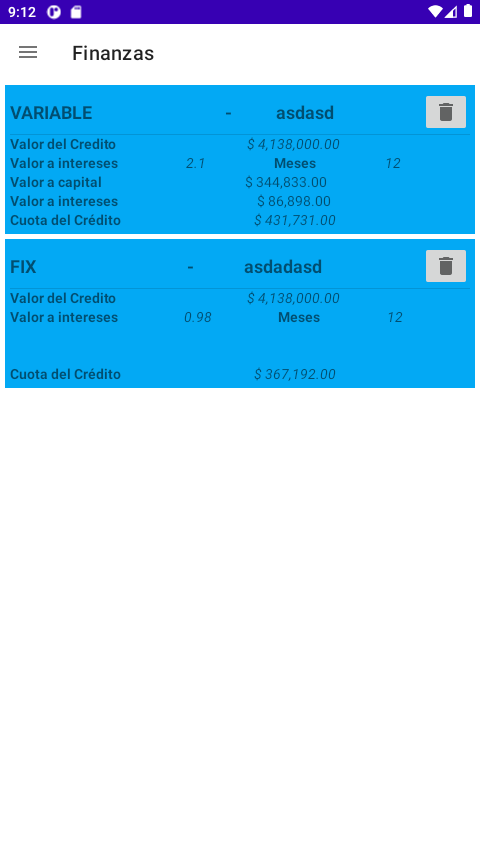 9:12
Finanzas
VARIABLE - asdasd
Valor del Credito $ 4,138,000.00
Valor a intereses 2.1 Meses 12
Valor a capital $ 344,833.00
Valor a intereses $ 86,898.00
Cuota del Crédito $ 431,731.00
FIX - asdadasd
Valor del Credito $ 4,138,000.00
Valor a intereses 0.98 Meses 12
Cuota del Crédito $ 367,192.00